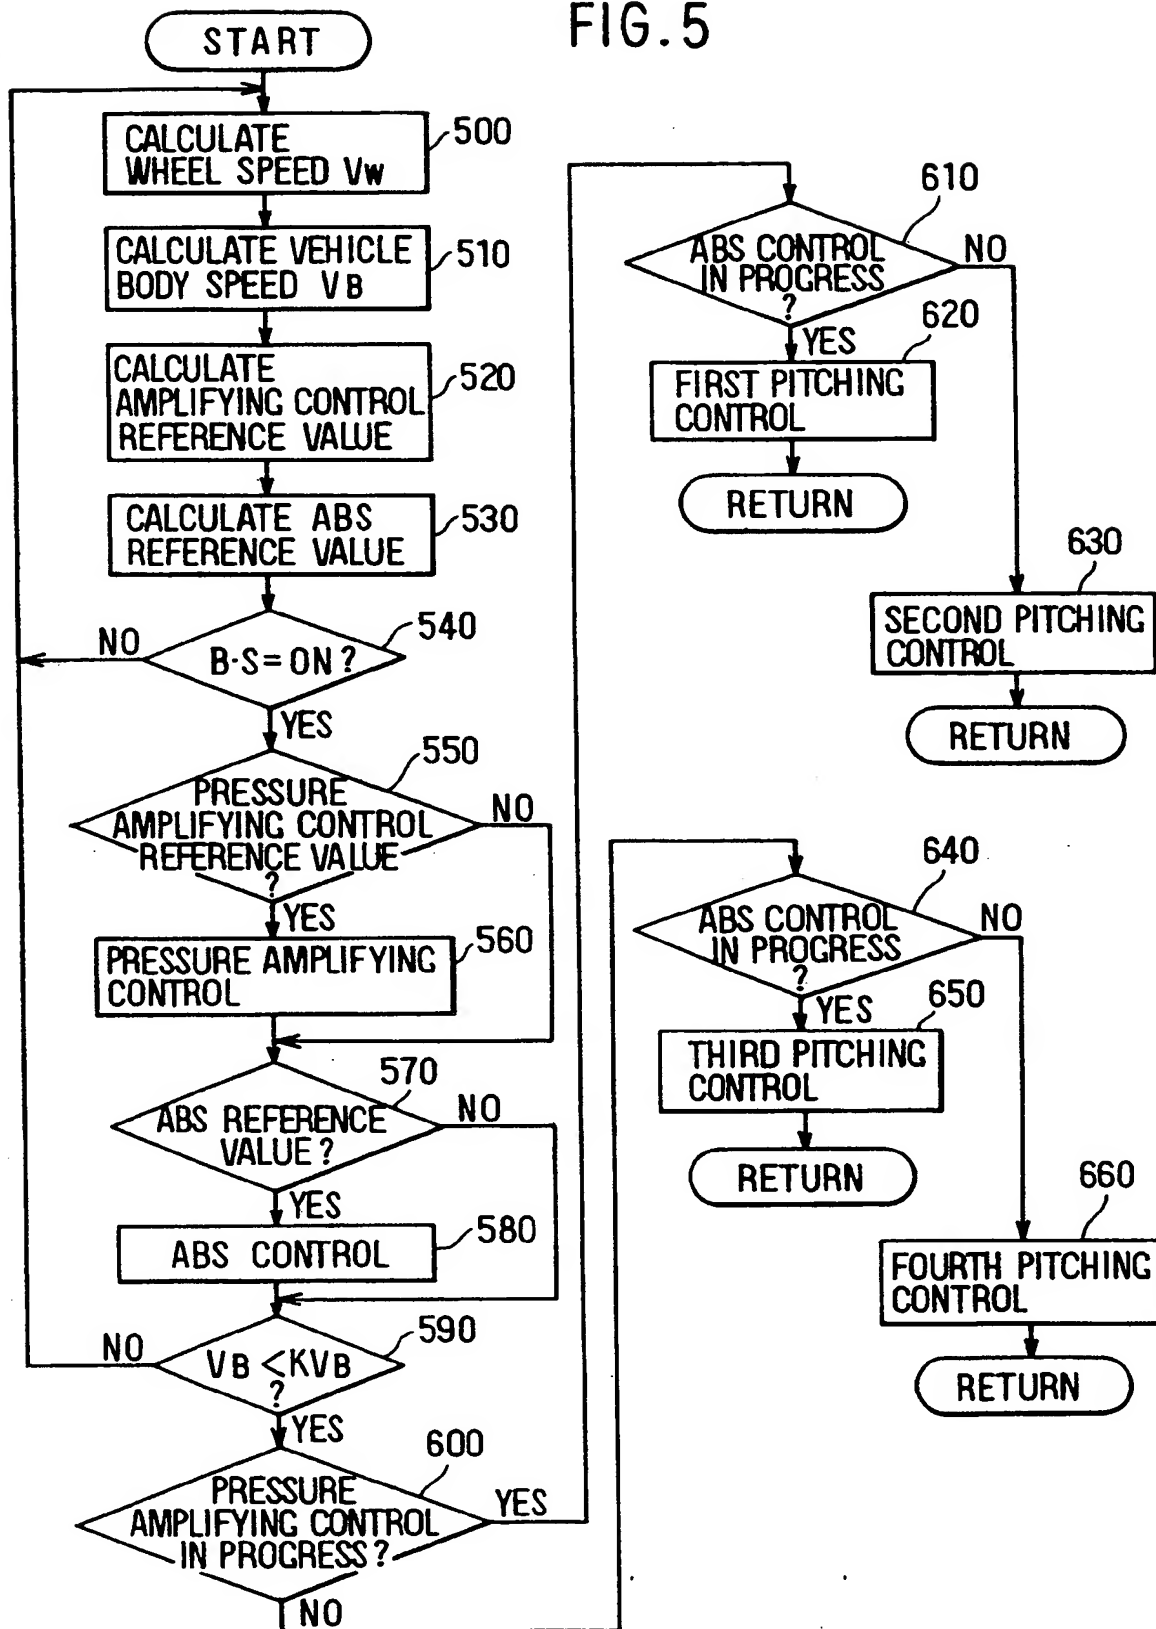 FIG. 5
START
CALCULATE
WHEEL SPEED VW
500
CALCULATE VEHICLE
BODY SPEED VB
510
CALCULATE
AMPLIFYING CONTROL
REFERENCE VALUE
520
CALCULATE ABS
REFERENCE VALUE
530
B·S=ON?
540
NO
YES
PRESSURE
AMPLIFYING CONTROL
REFERENCE VALUE
?
550
NO
YES
PRESSURE AMPLIFYING
CONTROL
560
ABS REFERENCE
VALUE?
570
NO
YES
ABS CONTROL
580
VB<KVB
?
590
NO
YES
PRESSURE
AMPLIFYING CONTROL
IN PROGRESS?
600
YES
NO
ABS CONTROL
IN PROGRESS
?
610
NO
YES
FIRST PITCHING
CONTROL
620
RETURN
SECOND PITCHING
CONTROL
630
RETURN
ABS CONTROL
IN PROGRESS
?
640
NO
YES
THIRD PITCHING
CONTROL
650
RETURN
FOURTH PITCHING
CONTROL
660
RETURN